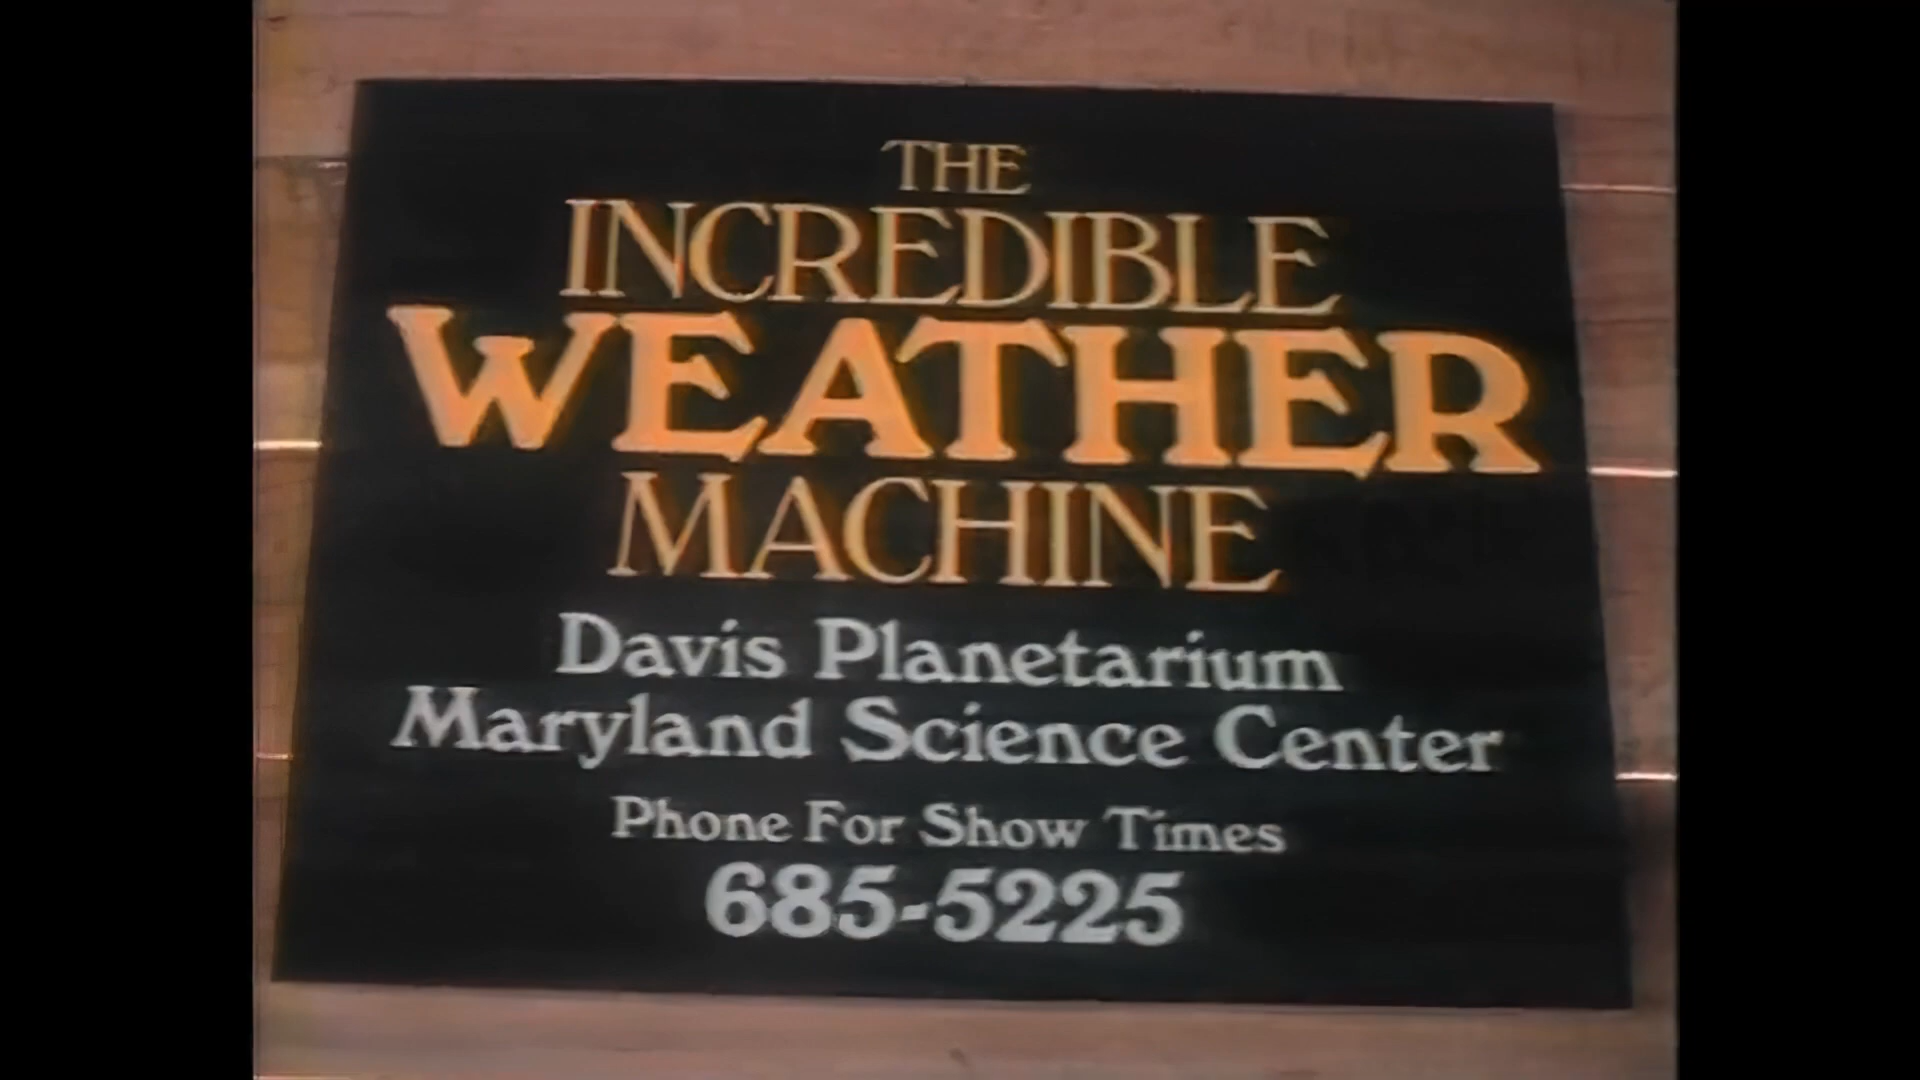 THE
INCREDIBLE
WEATHER
MACHINE
Davis Planetarium
Maryland Science Center
Phone For Show Times
685-5225